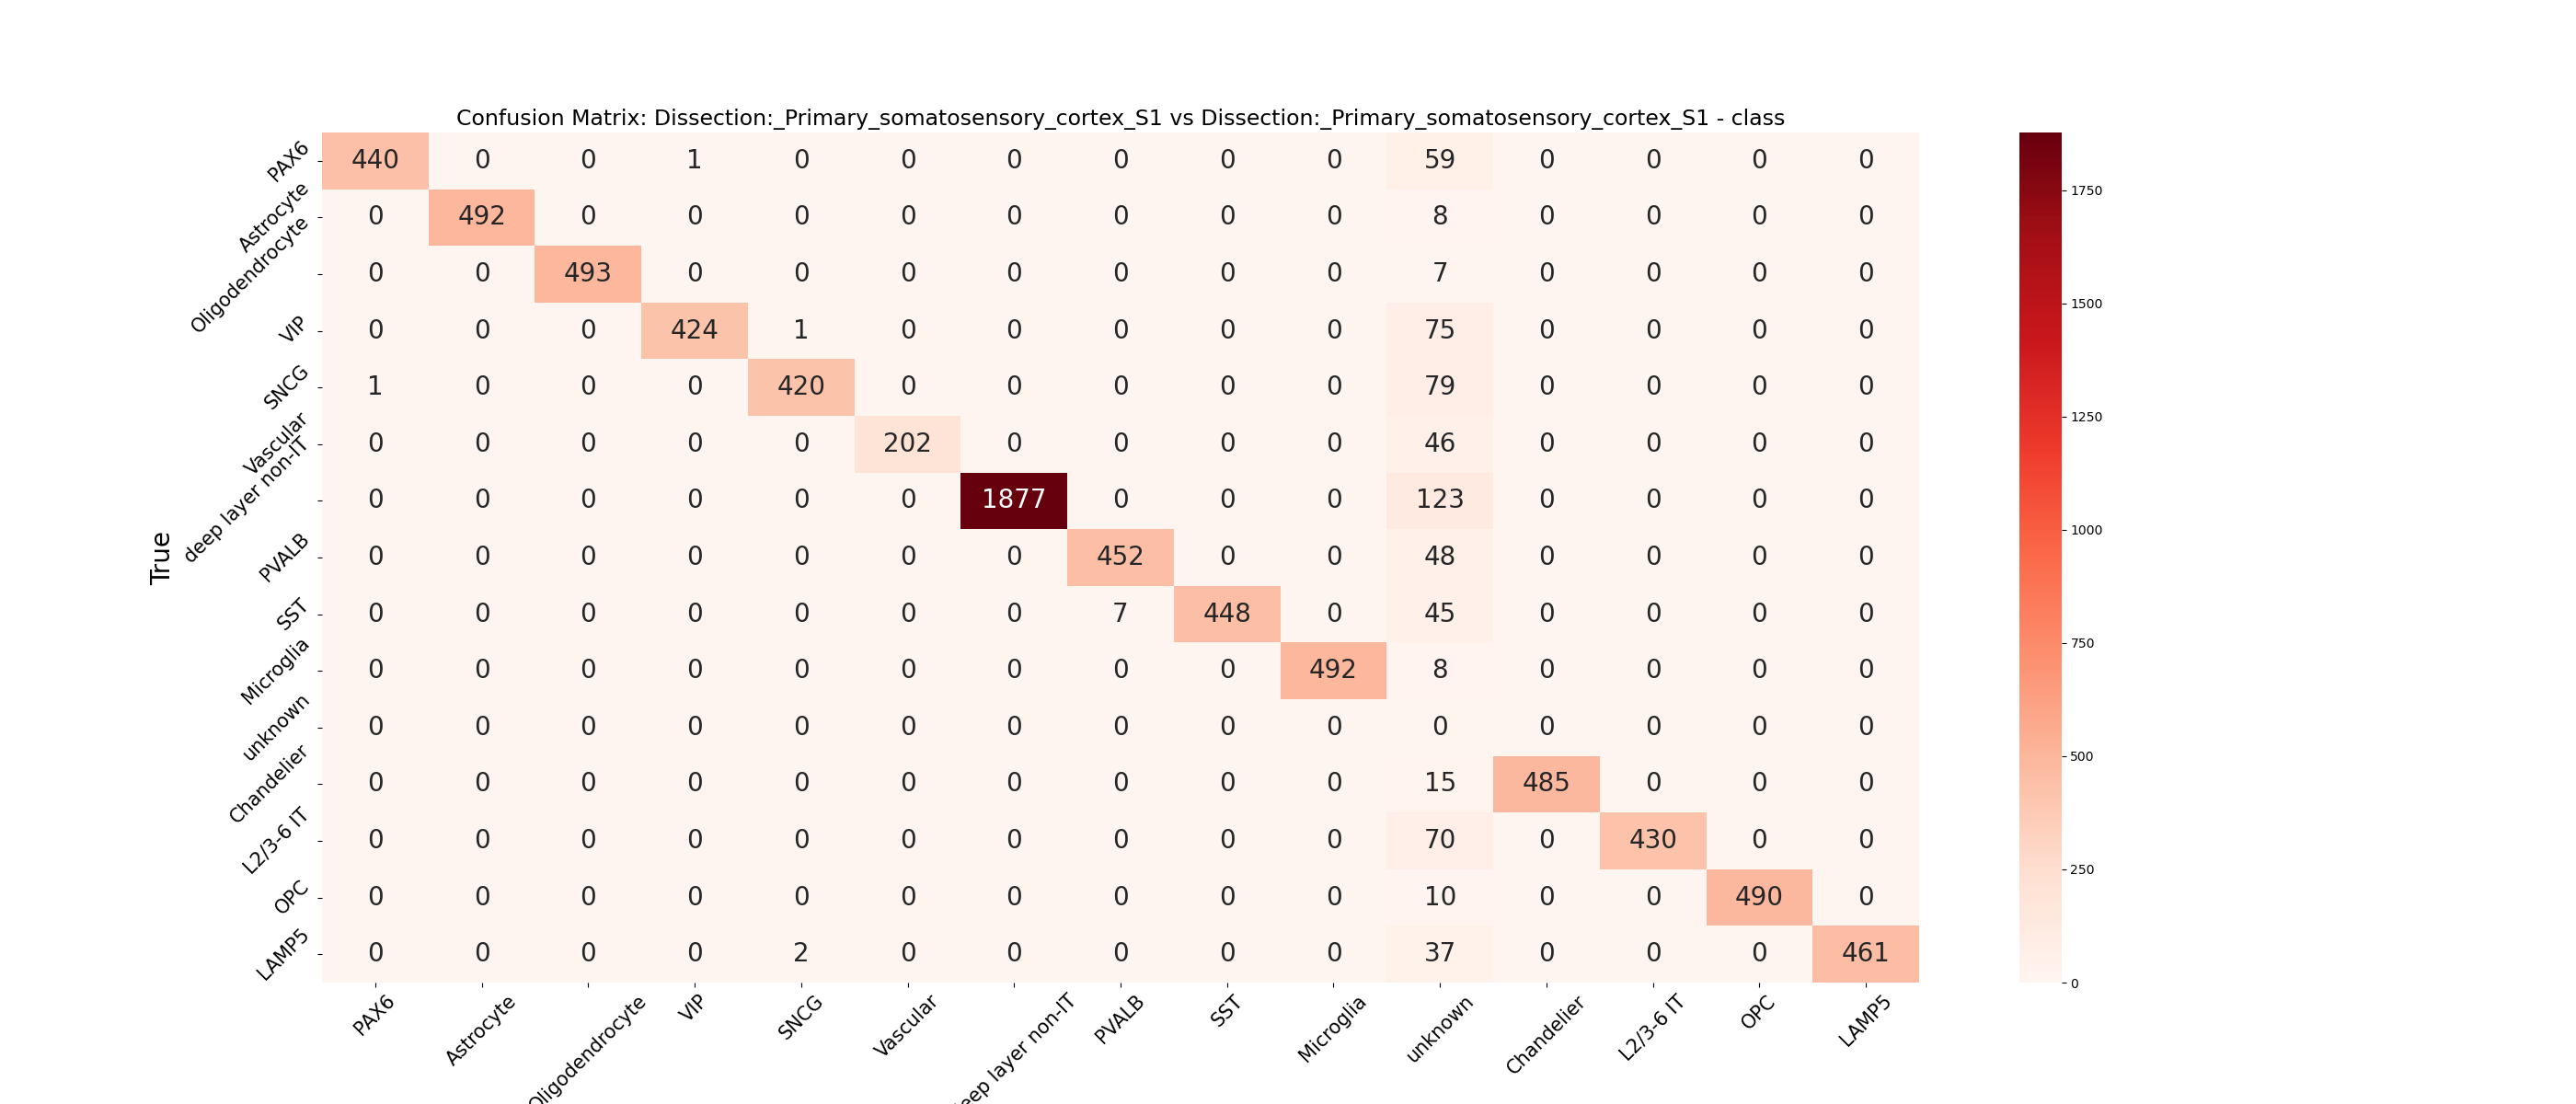 Confusion Matrix: Dissection:_Primary_somatosensory_cortex_S1 vs Dissection:_Primary_somatosensory_cortex_S1 - class
PAX6 440 0 0 1 0 0 0 0 0 0 59 0 0 0 0
Astrocyte 0 492 0 0 0 0 0 0 0 0 8 0 0 0 0
Oligodendrocyte 0 0 493 0 0 0 0 0 0 0 7 0 0 0 0
VIP 0 0 0 424 1 0 0 0 0 0 75 0 0 0 0
SNCG 1 0 0 0 420 0 0 0 0 0 79 0 0 0 0
Vascular 0 0 0 0 0 202 0 0 0 0 46 0 0 0 0
deep layer non-IT 0 0 0 0 0 0 1877 0 0 0 123 0 0 0 0
PVALB 0 0 0 0 0 0 0 452 0 0 48 0 0 0 0
SST 0 0 0 0 0 0 0 7 448 0 45 0 0 0 0
Microglia 0 0 0 0 0 0 0 0 0 492 8 0 0 0 0
unknown 0 0 0 0 0 0 0 0 0 0 0 0 0 0 0
Chandelier 0 0 0 0 0 0 0 0 0 0 15 485 0 0 0
L2/3-6 IT 0 0 0 0 0 0 0 0 0 0 70 0 430 0 0
OPC 0 0 0 0 0 0 0 0 0 0 10 0 0 490 0
LAMP5 0 0 0 0 2 0 0 0 0 0 37 0 0 0 461
True
PAX6 Astrocyte Oligodendrocyte VIP SNCG Vascular eep layer non-IT PVALB SST Microglia unknown Chandelier L2/3-6 IT OPC LAMP5
1750
1500
1250
1000
750
500
250
0